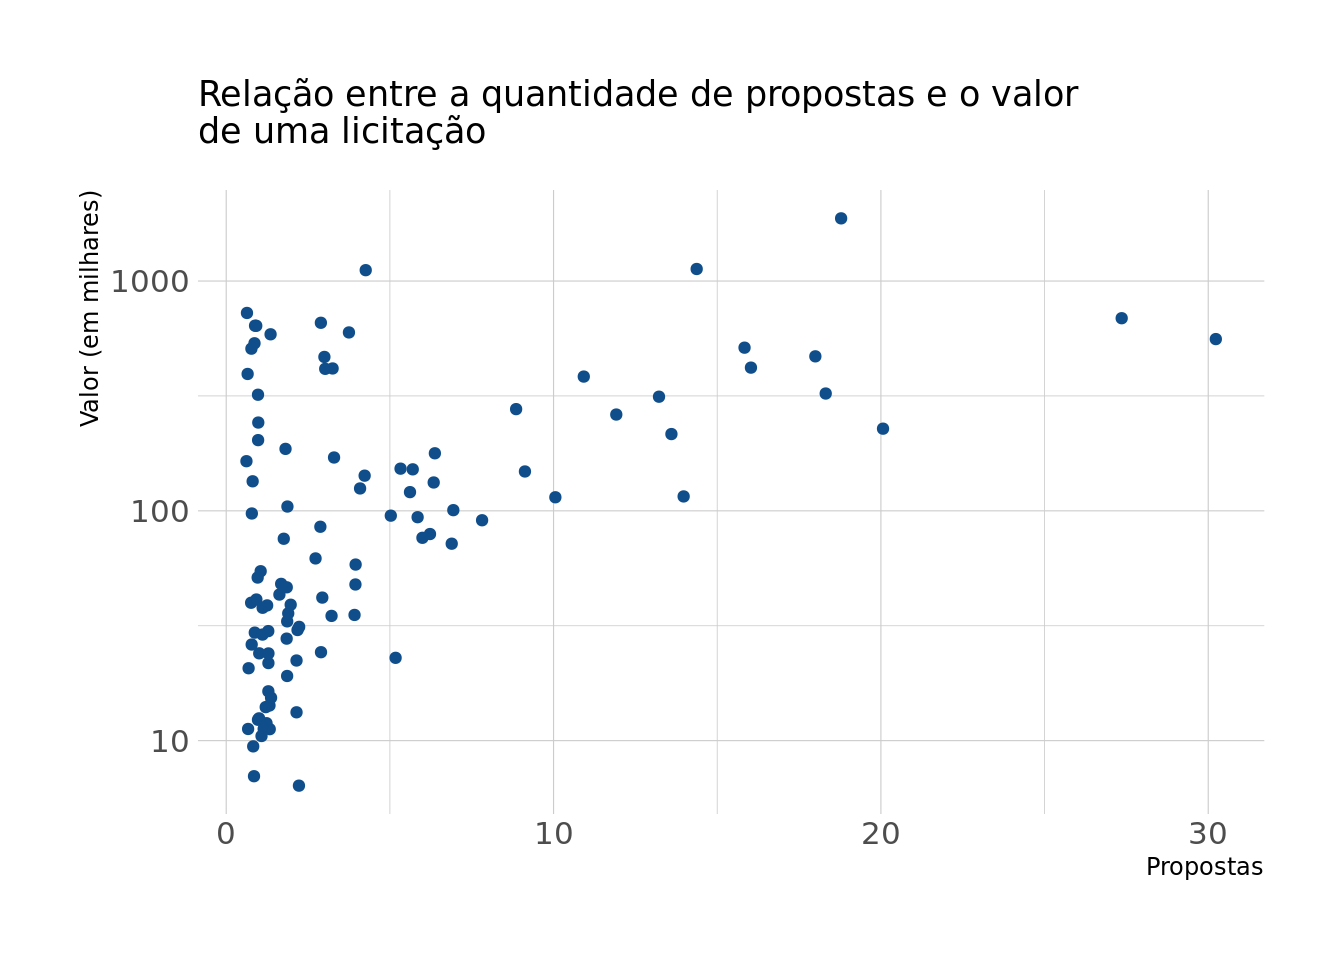 Relação entre a quantidade de propostas e o valor
de uma licitação
Valor (em milhares)
1000
100
10
0
10
20
30
Propostas